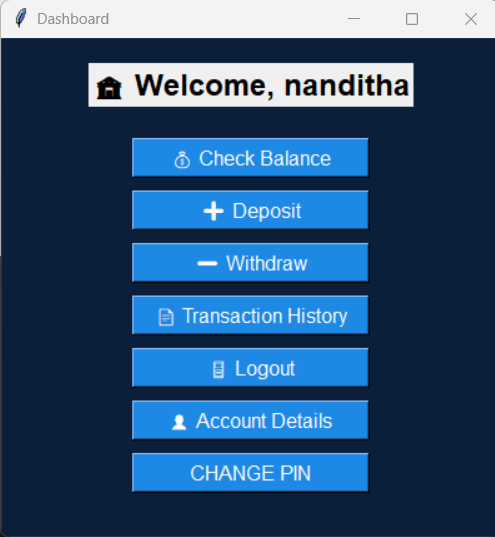 Dashboard
Welcome, nanditha
Check Balance
Deposit
Withdraw
Transaction History
Logout
Account Details
CHANGE PIN